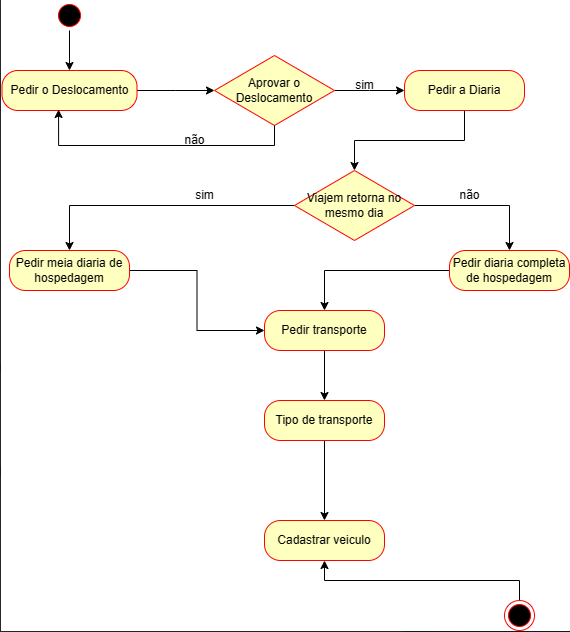 Pedir o Deslocamento
Aprovar o
Deslocamento
sim
Pedir a Diaria
não
Viajem retorna no
mesmo dia
sim
não
Pedir meia diaria de
hospedagem
Pedir diaria completa
de hospedagem
Pedir transporte
Tipo de transporte
Cadastrar veiculo